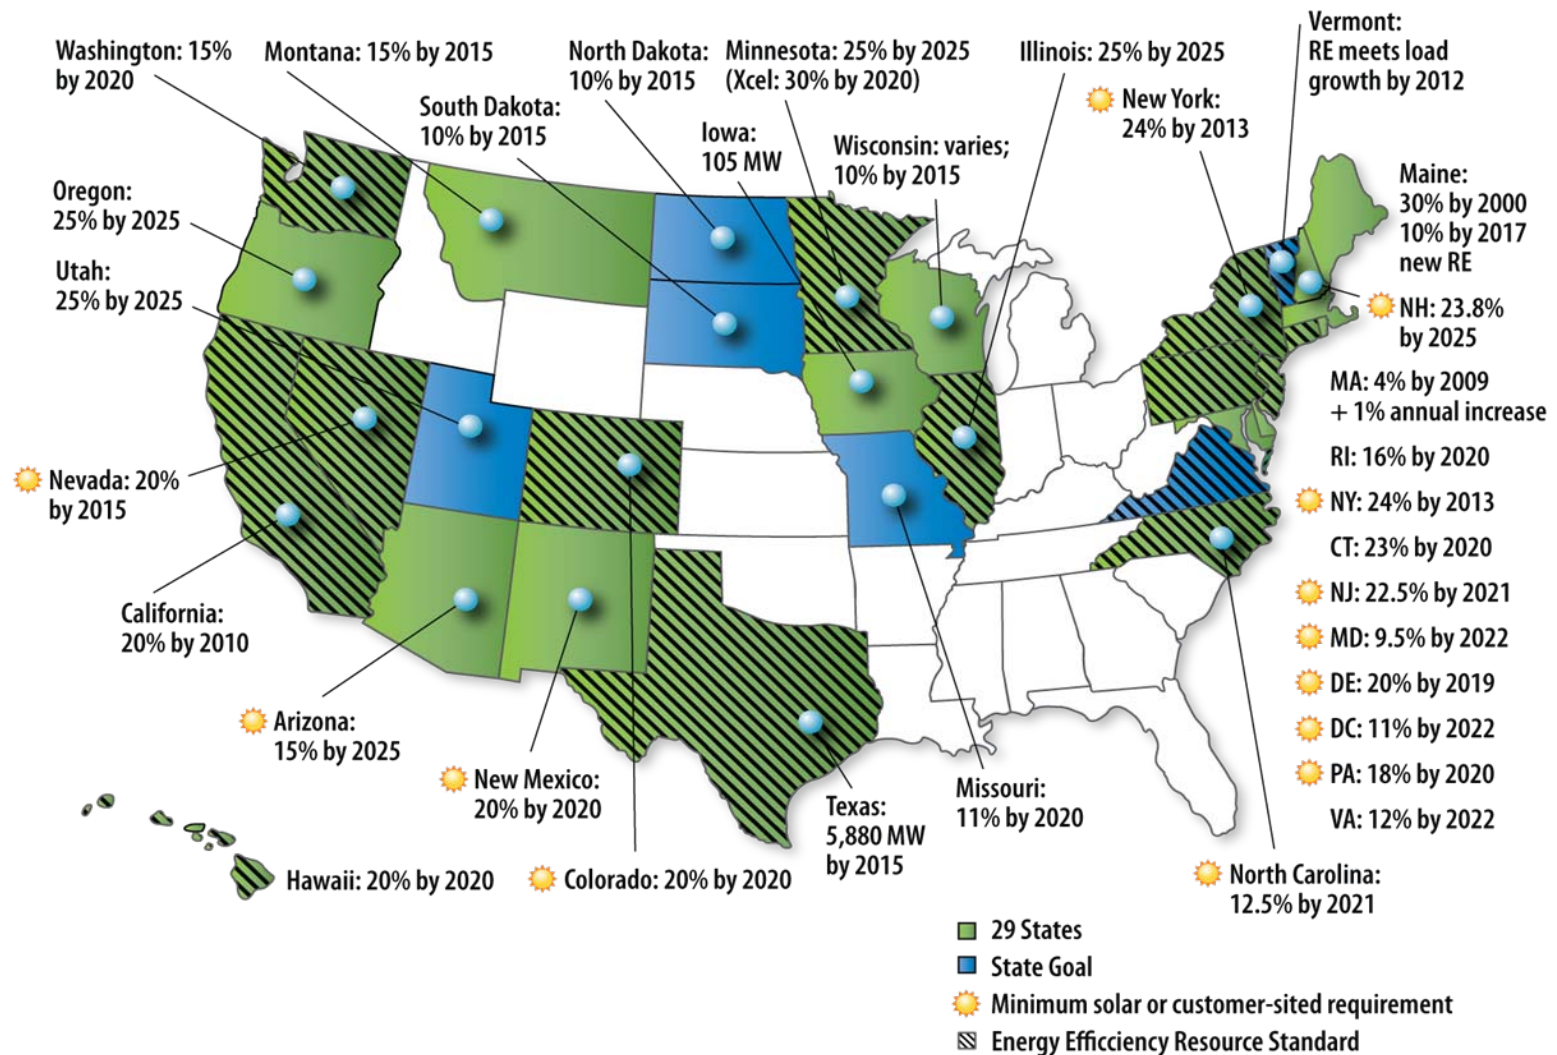 Washington: 15%
by 2020
Montana: 15% by 2015
North Dakota:
10% by 2015
Minnesota: 25% by 2025
(Xcel: 30% by 2020)
Illinois: 25% by 2025
Vermont:
RE meets load
growth by 2012
South Dakota:
10% by 2015
Iowa:
105 MW
Wisconsin: varies;
10% by 2015
New York:
24% by 2013
Oregon:
25% by 2025
Utah:
25% by 2025
Maine:
30% by 2000
10% by 2017
new RE
NH: 23.8%
by 2025
MA: 4% by 2009
+ 1% annual increase
RI: 16% by 2020
NY: 24% by 2013
CT: 23% by 2020
NJ: 22.5% by 2021
MD: 9.5% by 2022
DE: 20% by 2019
DC: 11% by 2022
PA: 18% by 2020
VA: 12% by 2022
Nevada: 20%
by 2015
California:
20% by 2010
Arizona:
15% by 2025
New Mexico:
20% by 2020
Texas:
5,880 MW
by 2015
Missouri:
11% by 2020
Hawaii: 20% by 2020
Colorado: 20% by 2020
North Carolina:
12.5% by 2021
29 States
State Goal
Minimum solar or customer-sited requirement
Energy Efficciency Resource Standard